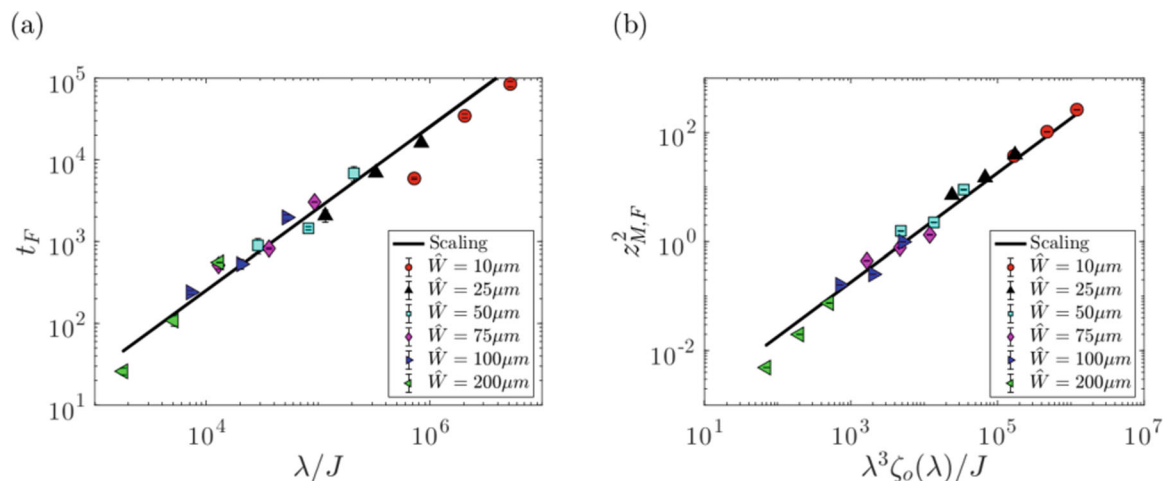 (a)
10^5
10^4
10^3
10^2
10^1
t_F
10^4
10^6
λ/J
Scaling
Ŵ = 10μm
Ŵ = 25μm
Ŵ = 50μm
Ŵ = 75μm
Ŵ = 100μm
Ŵ = 200μm
(b)
10^2
10^0
10^-2
z^2_{M,F}
10^1
10^3
10^5
10^7
λ^3ζ_o(λ)/J
Scaling
Ŵ = 10μm
Ŵ = 25μm
Ŵ = 50μm
Ŵ = 75μm
Ŵ = 100μm
Ŵ = 200μm